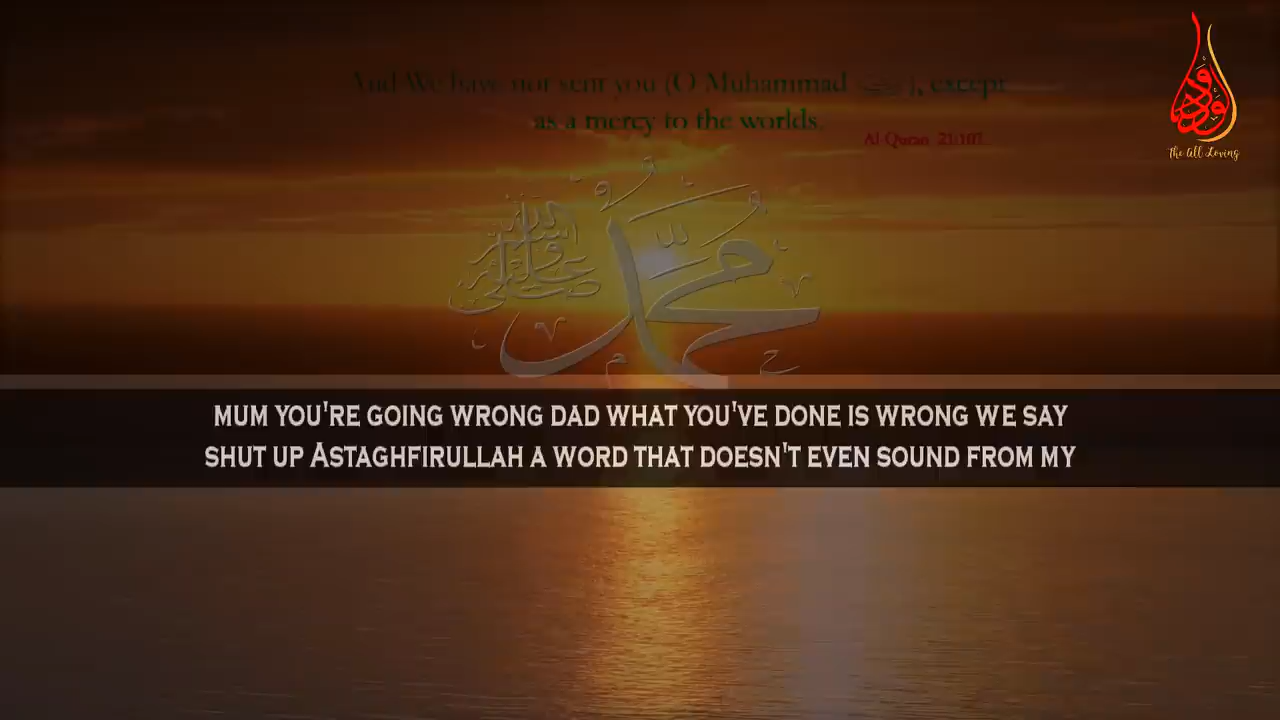 And We have not sent you (O Muhammad ﷺ), except
as a mercy to the worlds.
Al-Quran 21:107
الودود
The All Loving
محمد
صلى الله عليه وسلم
MUM YOU'RE GOING WRONG DAD WHAT YOU'VE DONE IS WRONG WE SAY
SHUT UP ASTAGHFIRULLAH A WORD THAT DOESN'T EVEN SOUND FROM MY